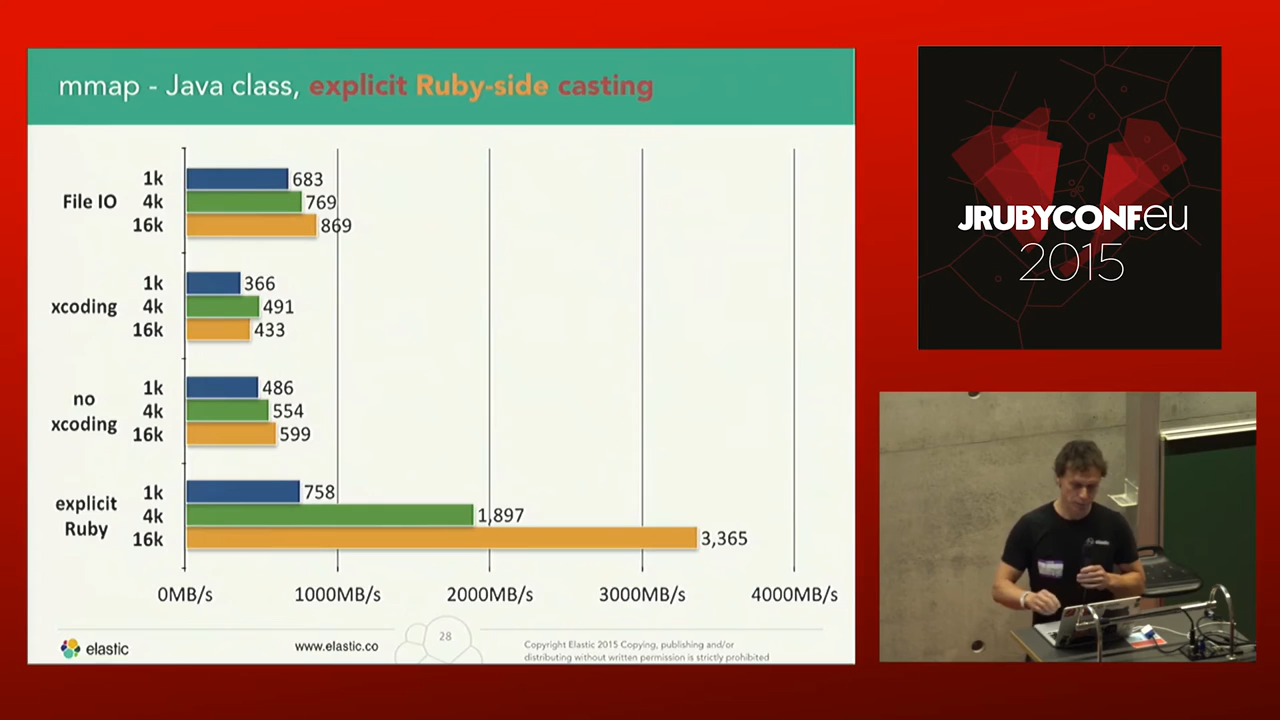 mmap - Java class, explicit Ruby-side casting
File IO
1k
683
4k
769
16k
869
xcoding
1k
366
4k
491
16k
433
no
xcoding
1k
486
4k
554
16k
599
explicit
Ruby
1k
758
4k
1,897
16k
3,365
0MB/s
1000MB/s
2000MB/s
3000MB/s
4000MB/s
elastic
www.elastic.co
28
Copyright Elastic 2015 Copying, publishing and/or
distributing without written permission is strictly prohibited
JRUBYCONF.EU
2015
elastic